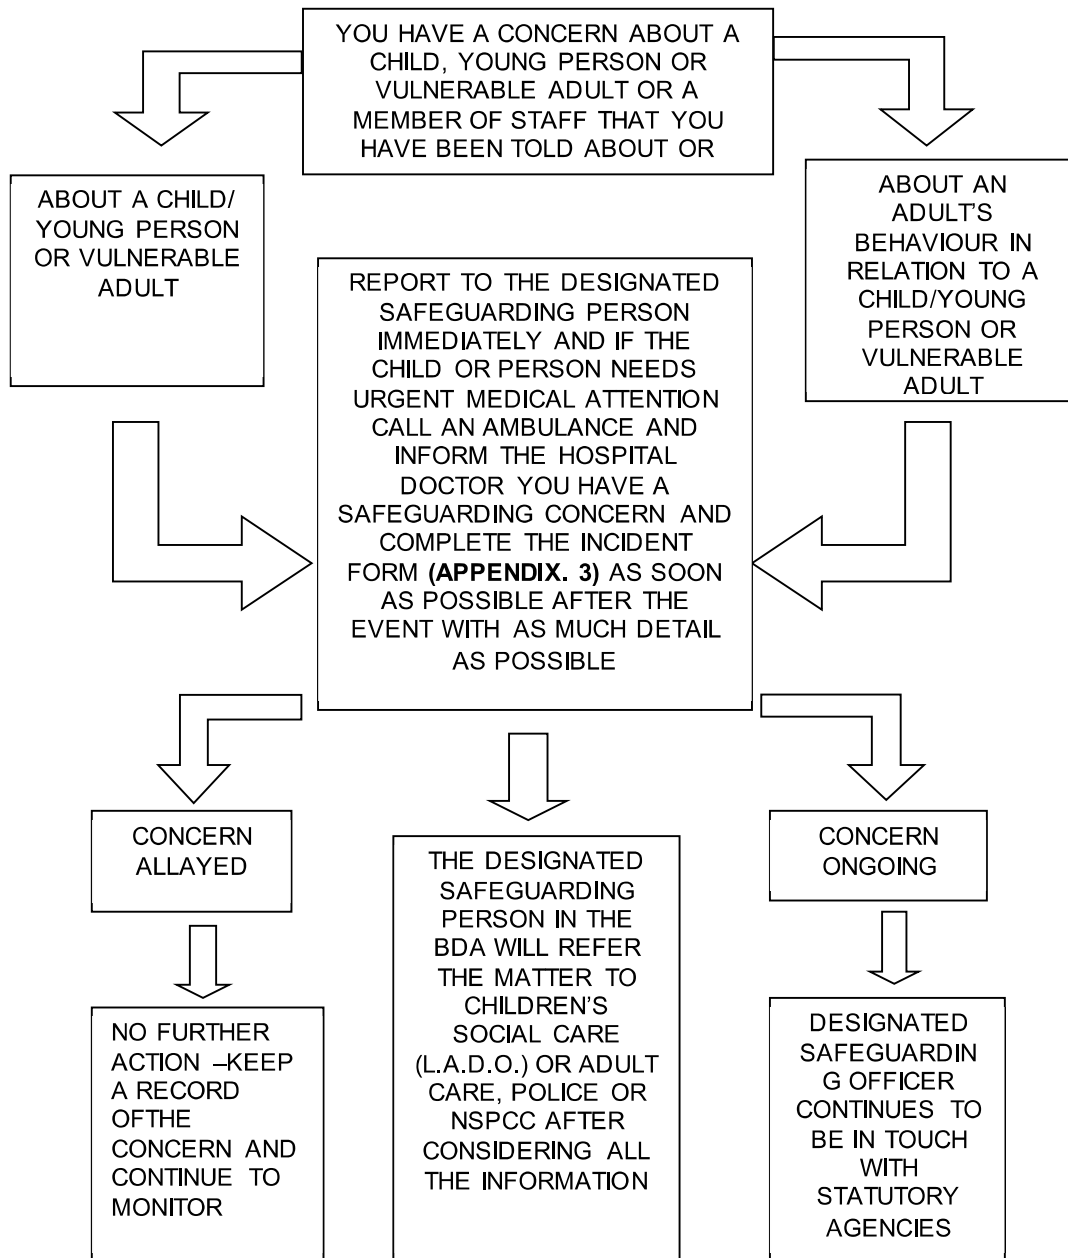 YOU HAVE A CONCERN ABOUT A
CHILD, YOUNG PERSON OR
VULNERABLE ADULT OR A
MEMBER OF STAFF THAT YOU
HAVE BEEN TOLD ABOUT OR
ABOUT A CHILD/
YOUNG PERSON
OR VULNERABLE
ADULT
ABOUT AN
ADULT’S
BEHAVIOUR IN
RELATION TO A
CHILD/YOUNG
PERSON OR
VULNERABLE
ADULT
REPORT TO THE DESIGNATED
SAFEGUARDING PERSON
IMMEDIATELY AND IF THE
CHILD OR PERSON NEEDS
URGENT MEDICAL ATTENTION
CALL AN AMBULANCE AND
INFORM THE HOSPITAL
DOCTOR YOU HAVE A
SAFEGUARDING CONCERN AND
COMPLETE THE INCIDENT
FORM (APPENDIX. 3) AS SOON
AS POSSIBLE AFTER THE
EVENT WITH AS MUCH DETAIL
AS POSSIBLE
CONCERN
ALLAYED
THE DESIGNATED
SAFEGUARDING
PERSON IN THE
BDA WILL REFER
THE MATTER TO
CHILDREN’S
SOCIAL CARE
(L.A.D.O.) OR ADULT
CARE, POLICE OR
NSPCC AFTER
CONSIDERING ALL
THE INFORMATION
CONCERN
ONGOING
NO FURTHER
ACTION –KEEP
A RECORD
OFTHE
CONCERN AND
CONTINUE TO
MONITOR
DESIGNATED
SAFEGUARDIN
G OFFICER
CONTINUES TO
BE IN TOUCH
WITH
STATUTORY
AGENCIES